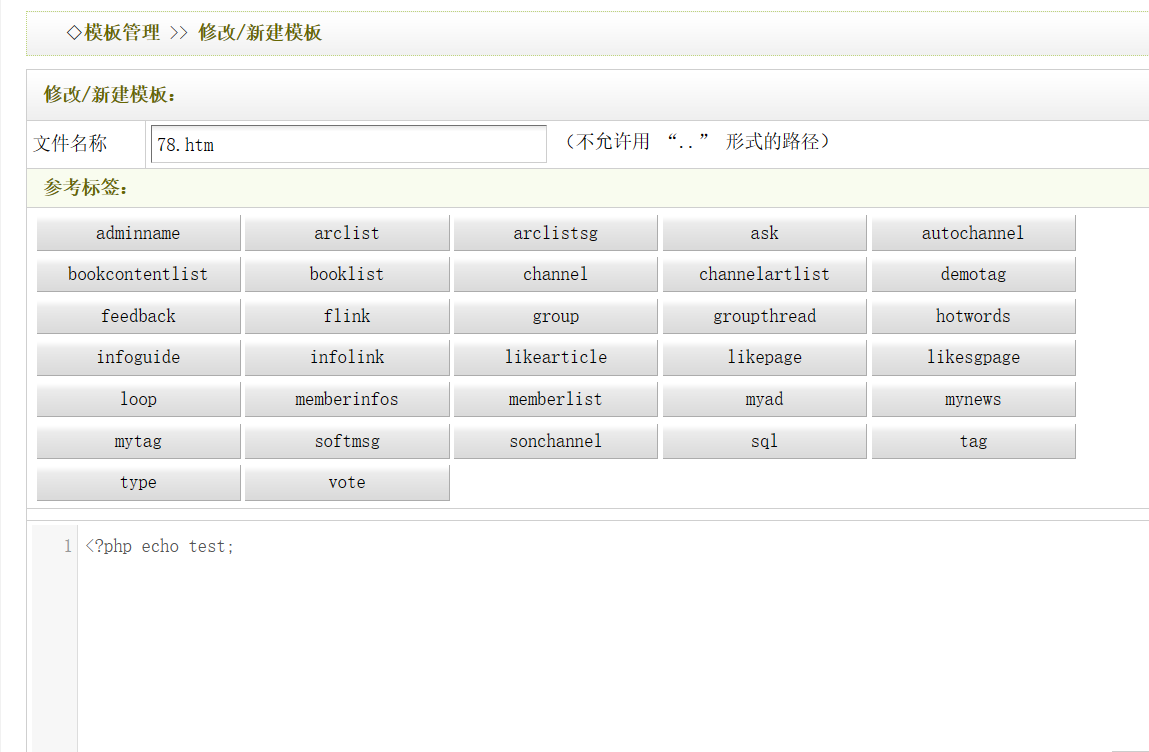 ◇模板管理 >> 修改/新建模板
修改/新建模板：
文件名称 78.htm （不允许用 “..” 形式的路径）
参考标签：
adminname arclist arclistsg ask autochannel
bookcontentlist booklist channel channelartlist demotag
feedback flink group groupthread hotwords
infoguide infolink likearticle likepage likesgpage
loop memberinfos memberlist myad mynews
mytag softmsg sonchannel sql tag
type vote
1 <?php echo test;